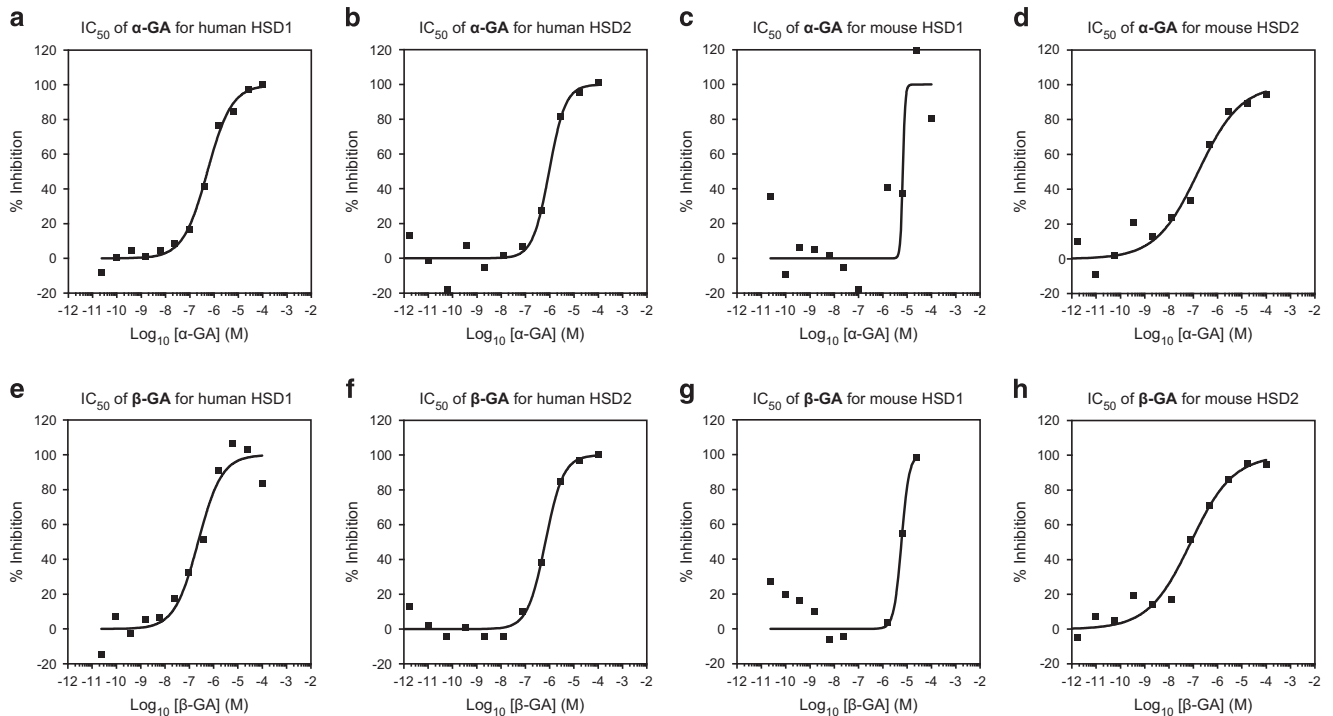 a
IC50 of α-GA for human HSD1
120
100
80
60
40
20
0
-20
% Inhibition
-12 -11 -10 -9 -8 -7 -6 -5 -4 -3 -2
Log10 [α-GA] (M)
b
IC50 of α-GA for human HSD2
120
100
80
60
40
20
0
-20
% Inhibition
-12 -11 -10 -9 -8 -7 -6 -5 -4 -3 -2
Log10 [α-GA] (M)
c
IC50 of α-GA for mouse HSD1
120
100
80
60
40
20
0
-20
% Inhibition
-12 -11 -10 -9 -8 -7 -6 -5 -4 -3 -2
Log10 [α-GA] (M)
d
IC50 of α-GA for mouse HSD2
120
100
80
60
40
20
0
-20
% Inhibition
-12 -11 -10 -9 -8 -7 -6 -5 -4 -3 -2
Log10 [α-GA] (M)
e
IC50 of β-GA for human HSD1
120
100
80
60
40
20
0
-20
% Inhibition
-12 -11 -10 -9 -8 -7 -6 -5 -4 -3 -2
Log10 [β-GA] (M)
f
IC50 of β-GA for human HSD2
120
100
80
60
40
20
0
-20
% Inhibition
-12 -11 -10 -9 -8 -7 -6 -5 -4 -3 -2
Log10 [β-GA] (M)
g
IC50 of β-GA for mouse HSD1
120
100
80
60
40
20
0
-20
% Inhibition
-12 -11 -10 -9 -8 -7 -6 -5 -4 -3 -2
Log10 [β-GA] (M)
h
IC50 of β-GA for mouse HSD2
120
100
80
60
40
20
0
-20
% Inhibition
-12 -11 -10 -9 -8 -7 -6 -5 -4 -3 -2
Log10 [β-GA] (M)